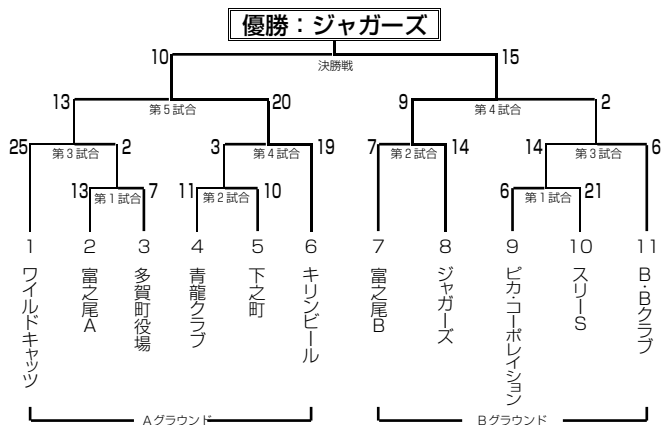 優勝：ジャガーズ
10 決勝戦 15
13 第5試合 20 9 第4試合 2
25 第3試合 2 3 第4試合 19 7 第2試合 14 14 第3試合 6
13 第1試合 7 11 第2試合 10 6 第1試合 21
1 2 3 4 5 6 7 8 9 10 11
ワイルドキャッツ
富之尾A
多賀町役場
青龍クラブ
下之町
キリンビール
富之尾B
ジャガーズ
ピカ・コーポレイション
スリーS
B・Bクラブ
Aグラウンド Bグラウンド